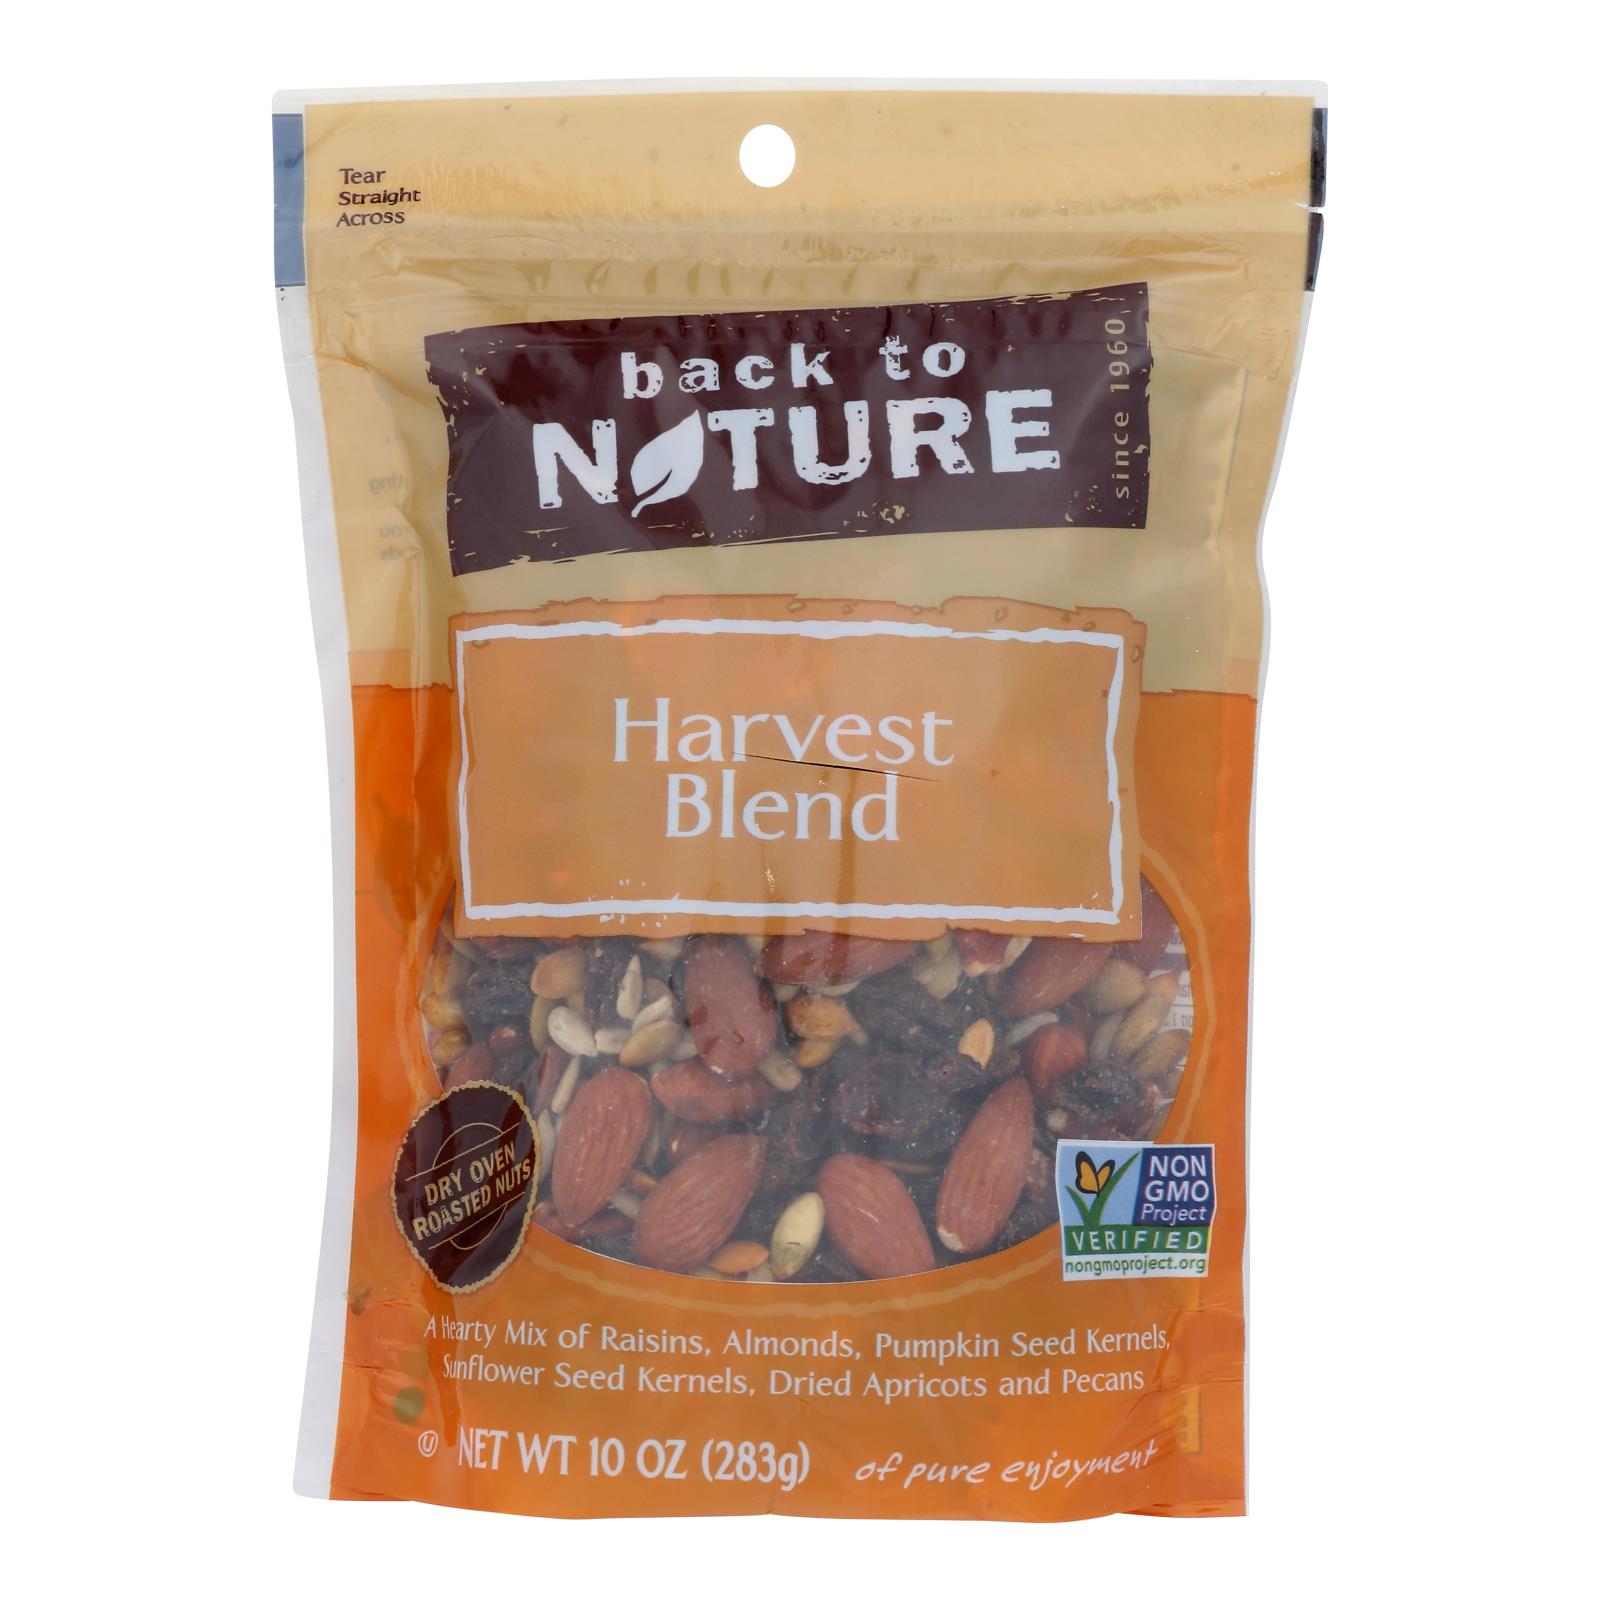 Tear
Straight
Across
back to
NATURE
since 1960
Harvest
Blend
DRY OVEN
ROASTED NUTS
NON
GMO
Project
VERIFIED
nongmoproject.org
A Hearty Mix of Raisins, Almonds, Pumpkin Seed Kernels,
Sunflower Seed Kernels, Dried Apricots and Pecans
U NET WT 10 OZ (283g) of pure enjoyment